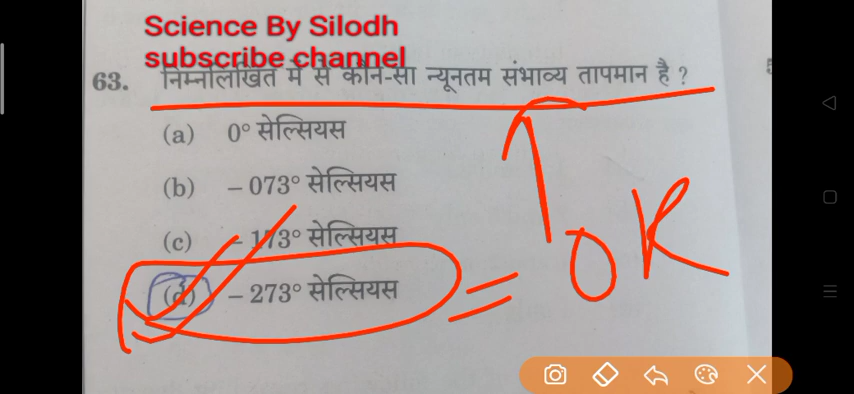 Science By Silodh
subscribe channel
63. निम्नलिखित में से कौन-सा न्यूनतम संभाव्य तापमान है ?
(a) 0° सेल्सियस
(b) – 073° सेल्सियस
(c) – 173° सेल्सियस
(d) – 273° सेल्सियस = 0K